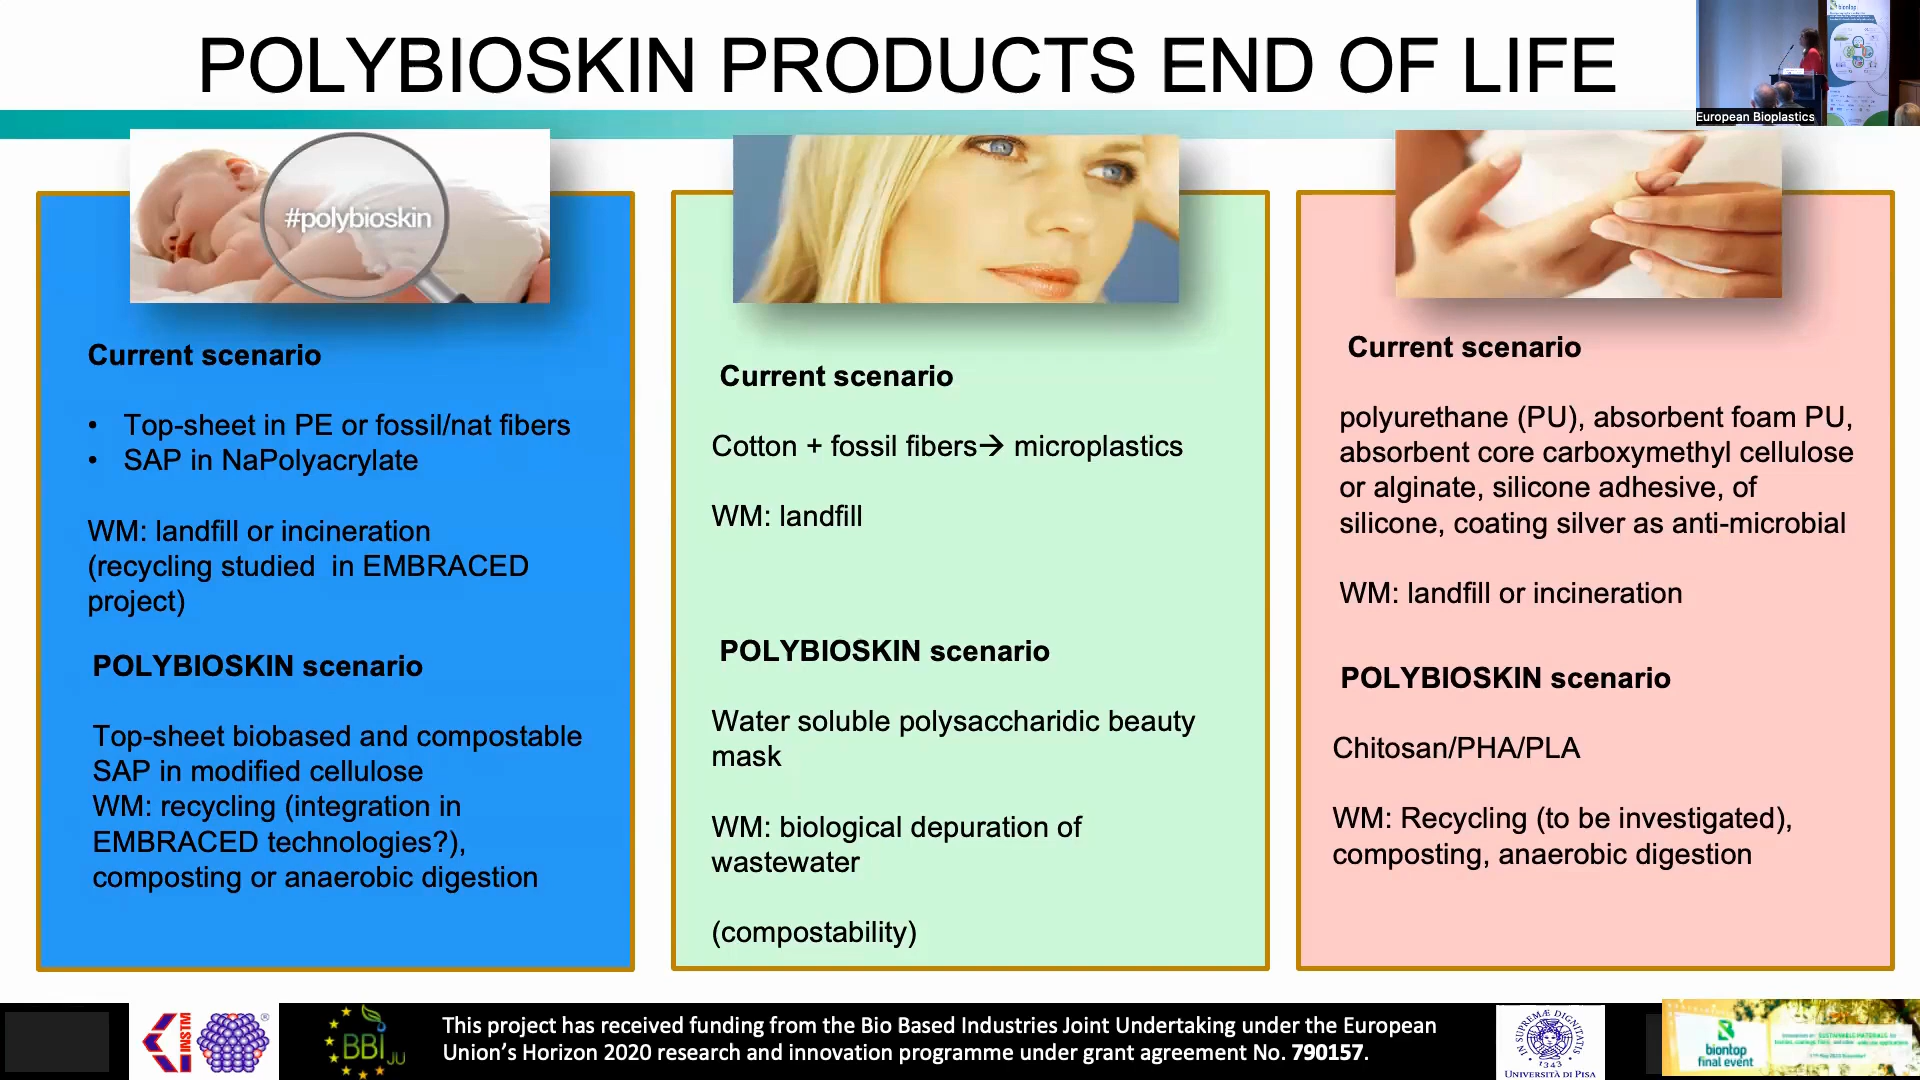 POLYBIOSKIN PRODUCTS END OF LIFE
biontop
European Bioplastics
#polybioskin
Current scenario
• Top-sheet in PE or fossil/nat fibers
• SAP in NaPolyacrylate
WM: landfill or incineration
(recycling studied in EMBRACED
project)
POLYBIOSKIN scenario
Top-sheet biobased and compostable
SAP in modified cellulose
WM: recycling (integration in
EMBRACED technologies?),
composting or anaerobic digestion
Current scenario
Cotton + fossil fibers→ microplastics
WM: landfill
POLYBIOSKIN scenario
Water soluble polysaccharidic beauty
mask
WM: biological depuration of
wastewater
(compostability)
Current scenario
polyurethane (PU), absorbent foam PU,
absorbent core carboxymethyl cellulose
or alginate, silicone adhesive, of
silicone, coating silver as anti-microbial
WM: landfill or incineration
POLYBIOSKIN scenario
Chitosan/PHA/PLA
WM: Recycling (to be investigated),
composting, anaerobic digestion
INSTM
®
BBI JU
This project has received funding from the Bio Based Industries Joint Undertaking under the European
Union's Horizon 2020 research and innovation programme under grant agreement No. 790157.
IN SUPREMÆ DIGNITATIS
1343
UNIVERSITÀ DI PISA
biontop
final event